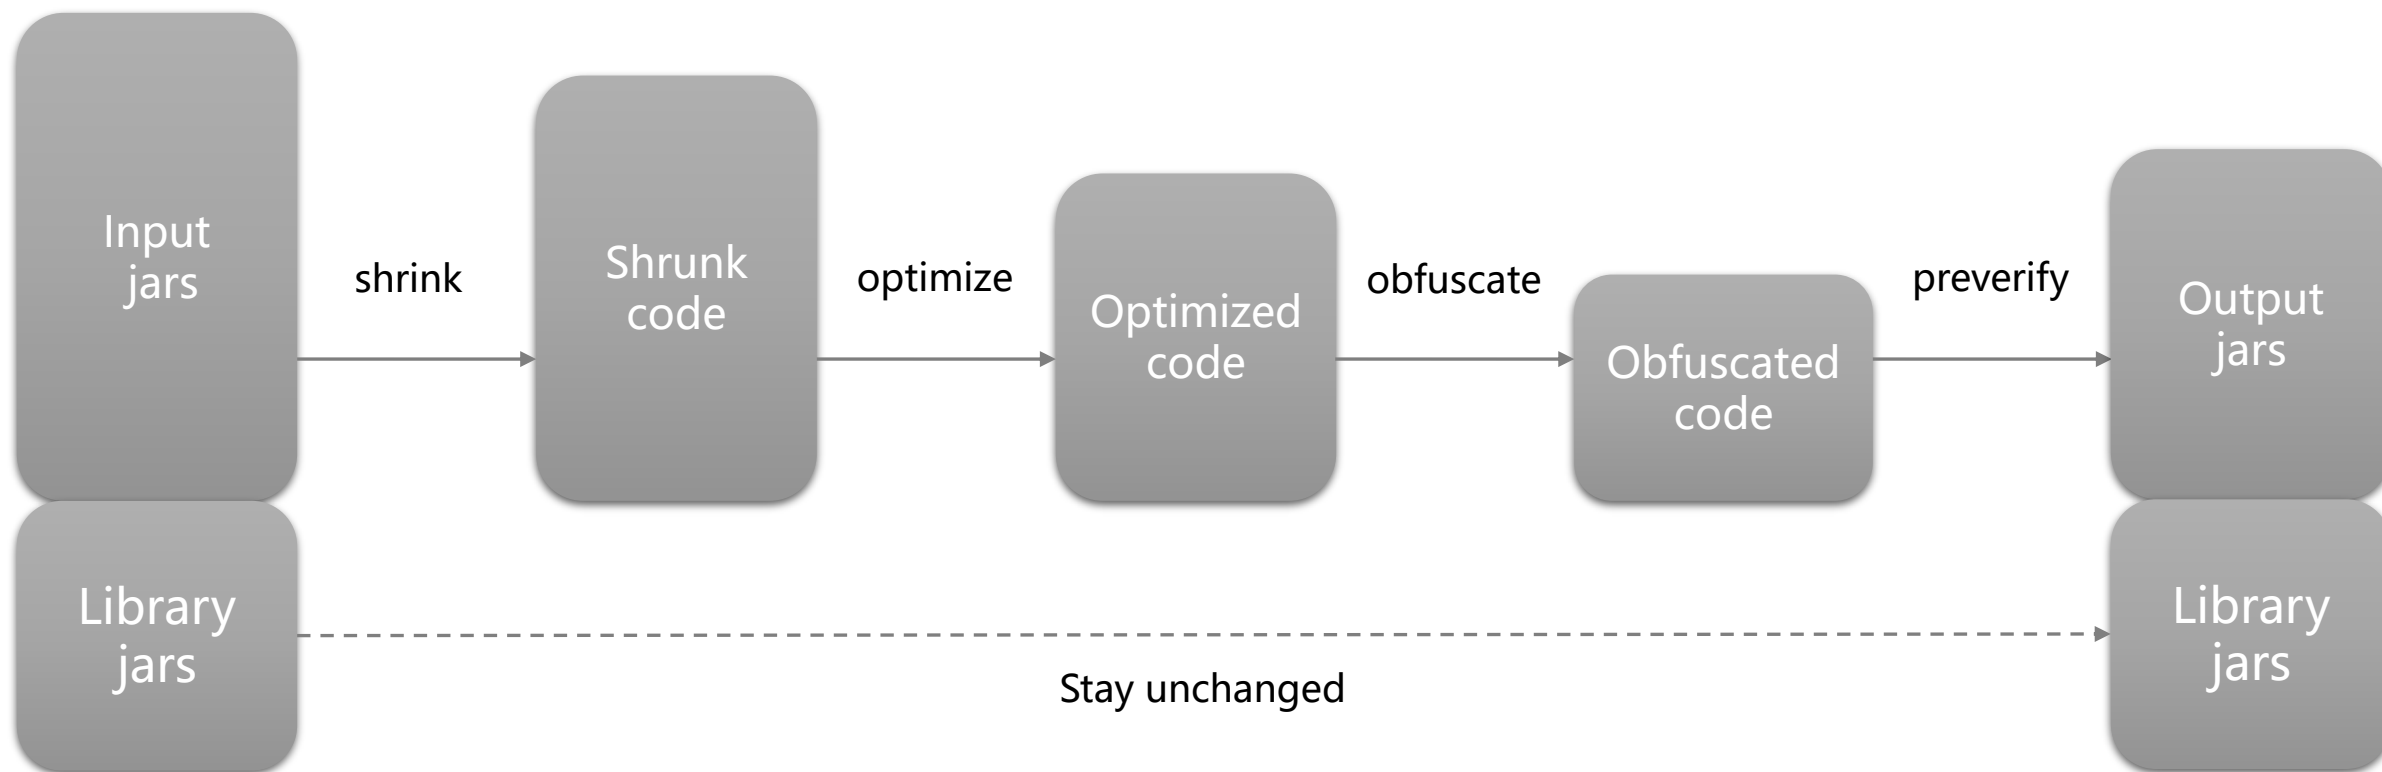 Input
jars
shrink
Shrunk
code
optimize
Optimized
code
obfuscate
Obfuscated
code
preverify
Output
jars
Library
jars
Stay unchanged
Library
jars